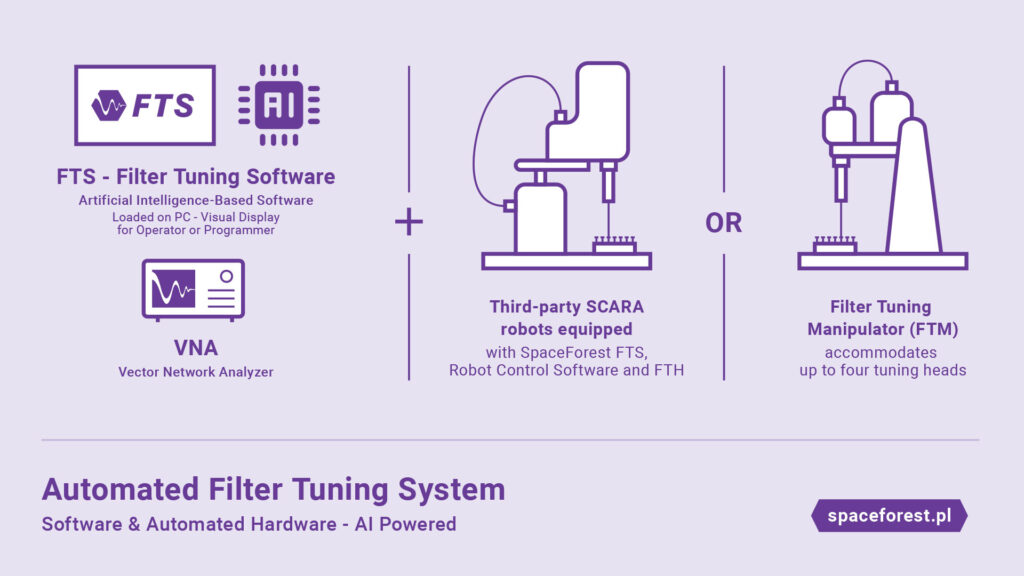 FTS
AI
FTS - Filter Tuning Software
Artificial Intelligence-Based Software
Loaded on PC - Visual Display
for Operator or Programmer
VNA
Vector Network Analyzer
+
Third-party SCARA
robots equipped
with SpaceForest FTS,
Robot Control Software and FTH
OR
Filter Tuning
Manipulator (FTM)
accommodates
up to four tuning heads
Automated Filter Tuning System
Software & Automated Hardware - AI Powered
spaceforest.pl